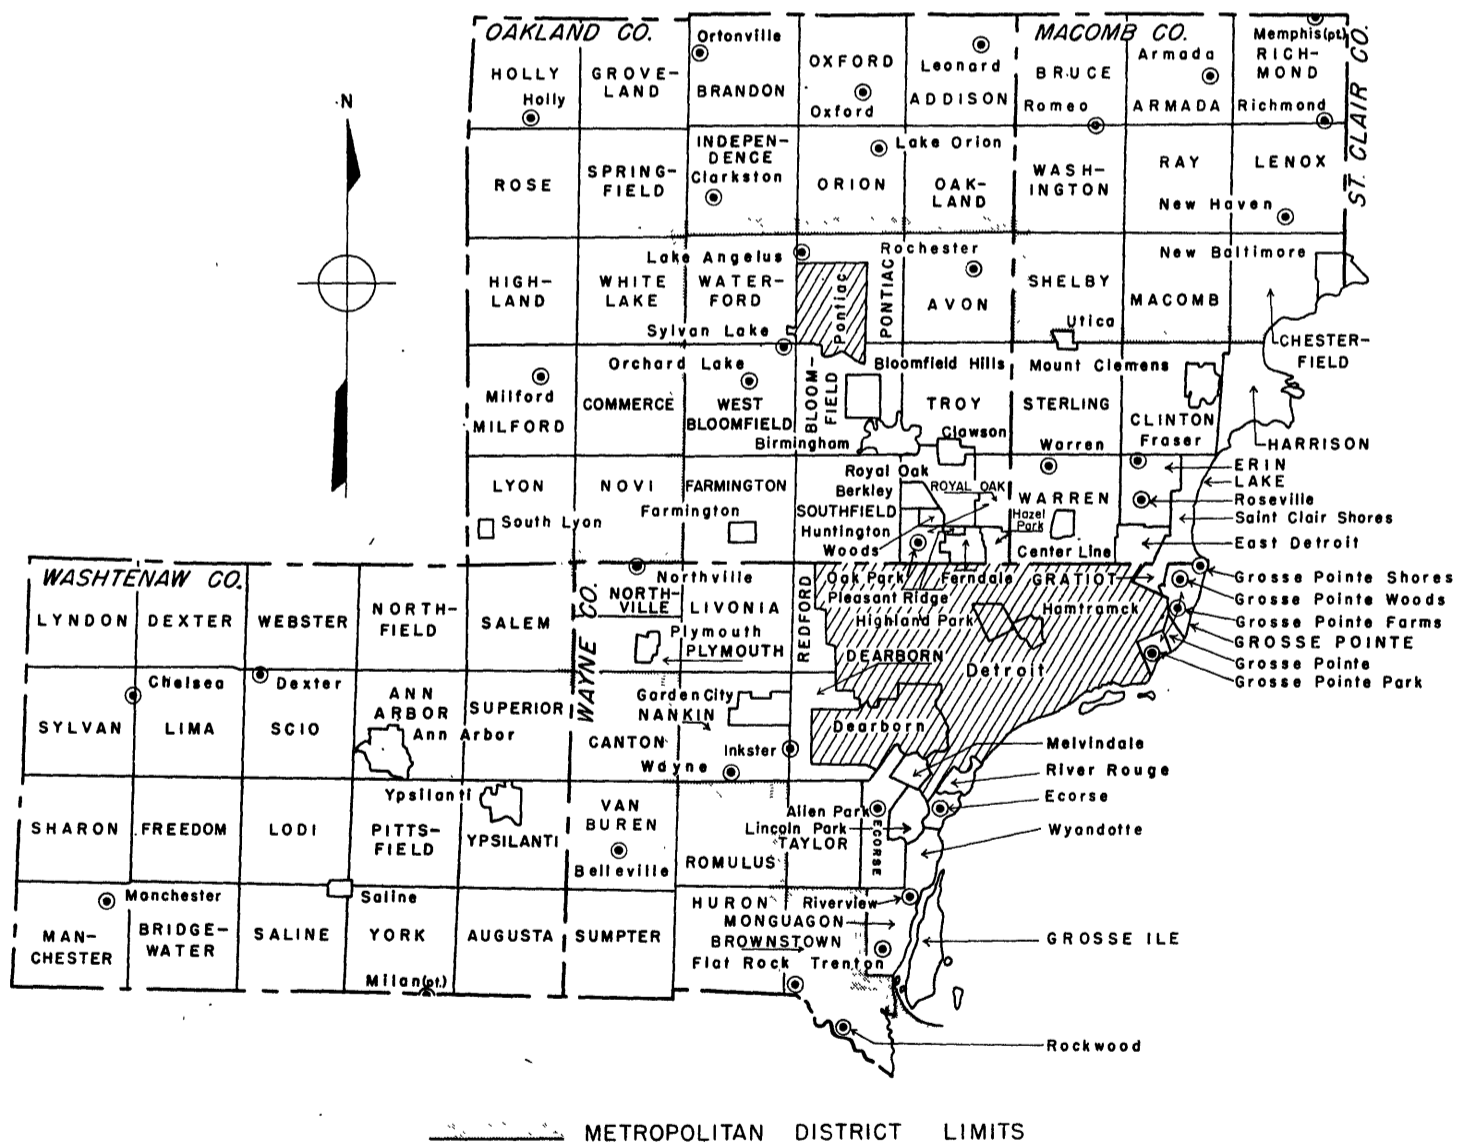 OAKLAND CO.
Ortonville
MACOMB CO.
Memphis (pt.)
HOLLY
Holly
GROVE-
LAND
BRANDON
OXFORD
Oxford
Leonard
ADDISON
BRUCE
Romeo
Armada
ARMADA
RICH-
MOND
Richmond
ST. CLAIR CO.
N
ROSE
SPRING-
FIELD
INDEPEN-
DENCE
Clarkston
Lake Orion
ORION
OAK-
LAND
WASH-
INGTON
RAY
LENOX
New Haven
HIGH-
LAND
WHITE
LAKE
Lake Angelus
WATER-
FORD
Sylvan Lake
Pontiac
PONTIAC
Rochester
AVON
SHELBY
Utica
MACOMB
New Baltimore
CHESTER-
FIELD
Milford
MILFORD
Orchard Lake
COMMERCE
WEST
BLOOMFIELD
BLOOM-
FIELD
Birmingham
Bloomfield Hills
TROY
Clawson
Mount Clemens
STERLING
Warren
CLINTON
Fraser
HARRISON
LYON
South Lyon
NOVI
FARMINGTON
Farmington
Royal Oak
ROYAL OAK
Berkley
SOUTHFIELD
Huntington
Woods
Hazel
Park
WARREN
Center Line
ERIN
LAKE
Roseville
Saint Clair Shores
East Detroit
WASHTENAW CO.
LYNDON
DEXTER
WEBSTER
NORTH-
FIELD
SALEM
WAYNE CO.
Northville
NORTH-
VILLE
LIVONIA
Plymouth
PLYMOUTH
REDFORD
Oak Park
Ferndale
GRATIOT
Pleasant Ridge
Highland Park
Hamtramck
DEARBORN
Detroit
Grosse Pointe Shores
Grosse Pointe Woods
Grosse Pointe Farms
GROSSE POINTE
Grosse Pointe
Grosse Pointe Park
Chelsea
Dexter
SYLVAN
LIMA
SCIO
ANN
ARBOR
Ann Arbor
SUPERIOR
CANTON
Garden City
NANKIN
Inkster
Wayne
Dearborn
Melvindale
River Rouge
Ecorse
Wyandotte
SHARON
FREEDOM
LODI
PITTS-
FIELD
Ypsilanti
YPSILANTI
VAN
BUREN
Belleville
ROMULUS
Allen Park
Lincoln Park
TAYLOR
ECORSE
Manchester
MAN-
CHESTER
BRIDGE-
WATER
SALINE
Saline
YORK
Milan (pt.)
AUGUSTA
SUMPTER
HURON
Riverview
MONGUAGON
BROWNSTOWN
Flat Rock
Trenton
GROSSE ILE
Rockwood
METROPOLITAN DISTRICT LIMITS